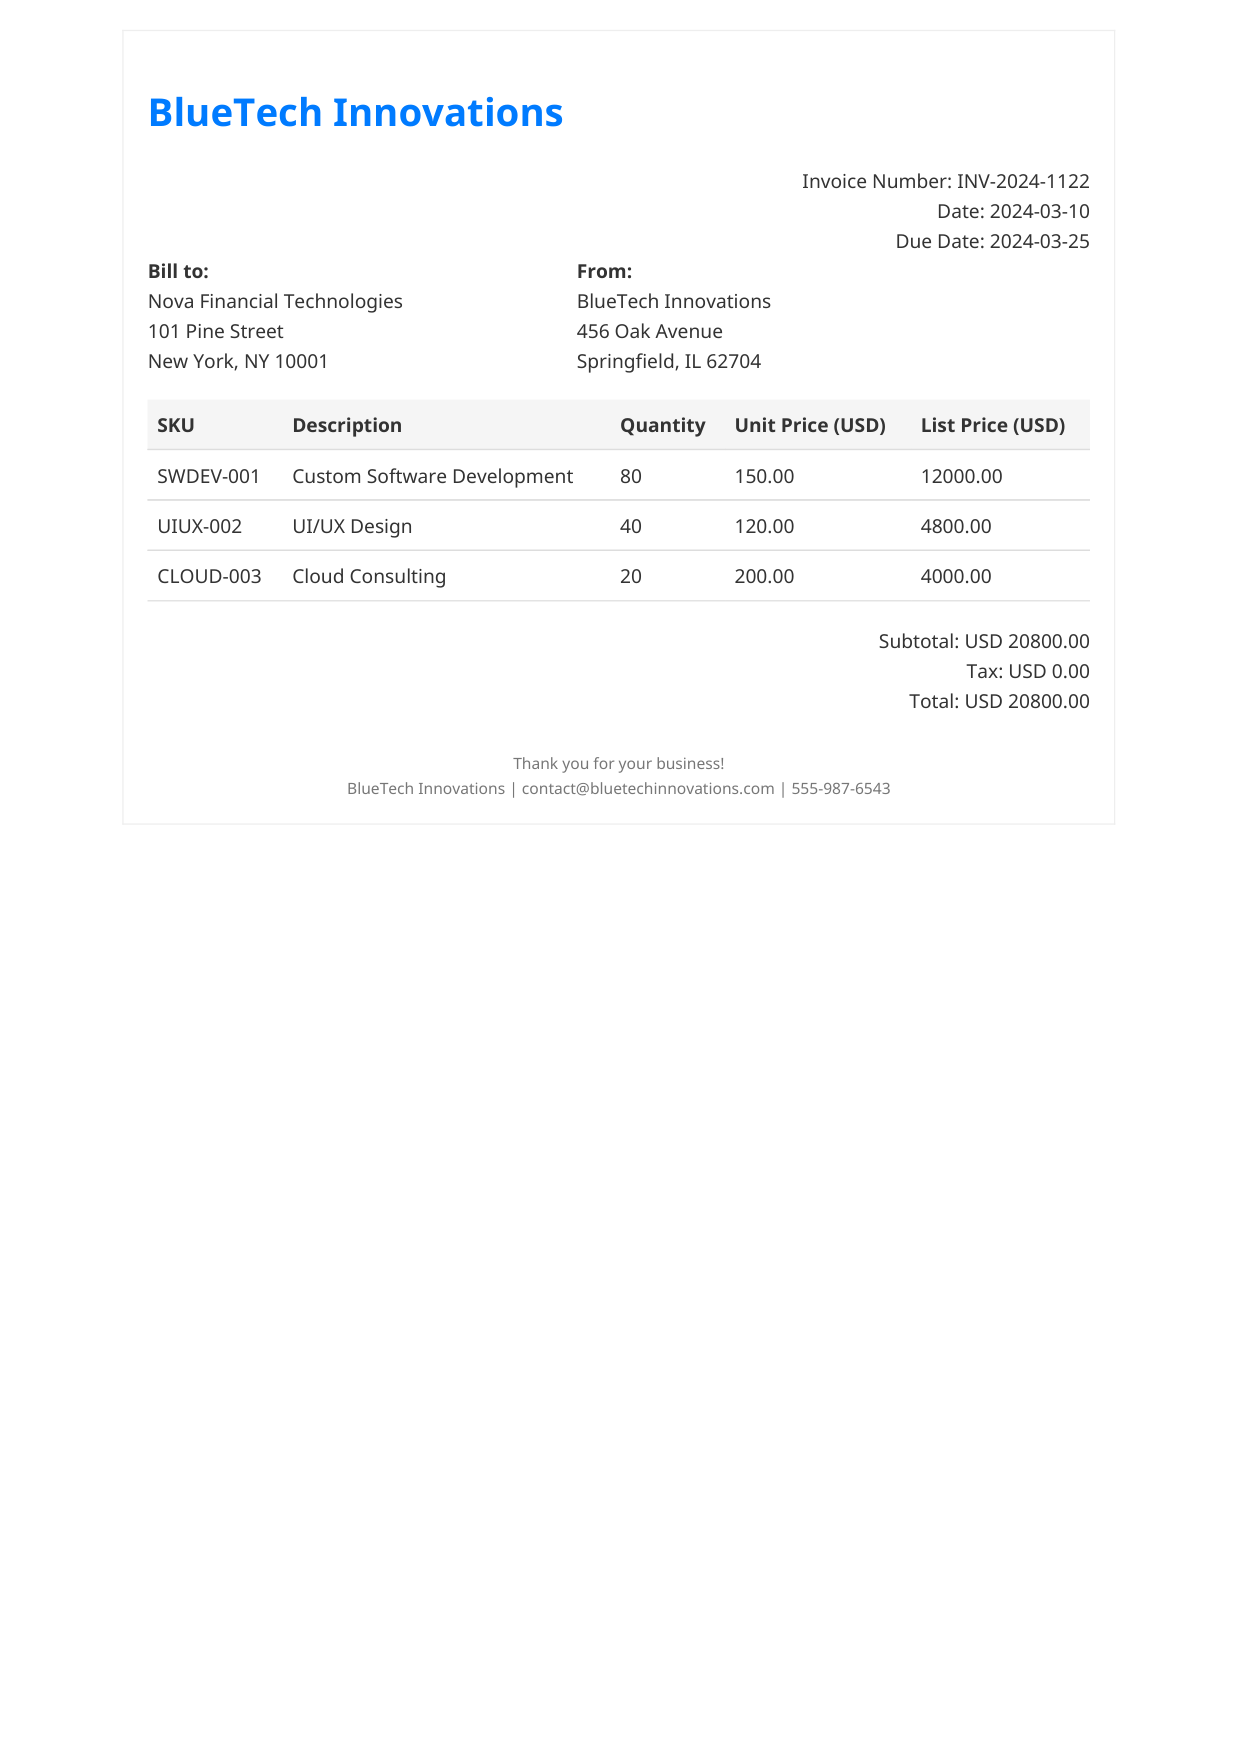 BlueTech Innovations
Invoice Number: INV-2024-1122
Date: 2024-03-10
Due Date: 2024-03-25
Bill to:
Nova Financial Technologies
101 Pine Street
New York, NY 10001
From:
BlueTech Innovations
456 Oak Avenue
Springfield, IL 62704
SKU Description Quantity Unit Price (USD) List Price (USD)
SWDEV-001 Custom Software Development 80 150.00 12000.00
UIUX-002 UI/UX Design 40 120.00 4800.00
CLOUD-003 Cloud Consulting 20 200.00 4000.00
Subtotal: USD 20800.00
Tax: USD 0.00
Total: USD 20800.00
Thank you for your business!
BlueTech Innovations | contact@bluetechinnovations.com | 555-987-6543